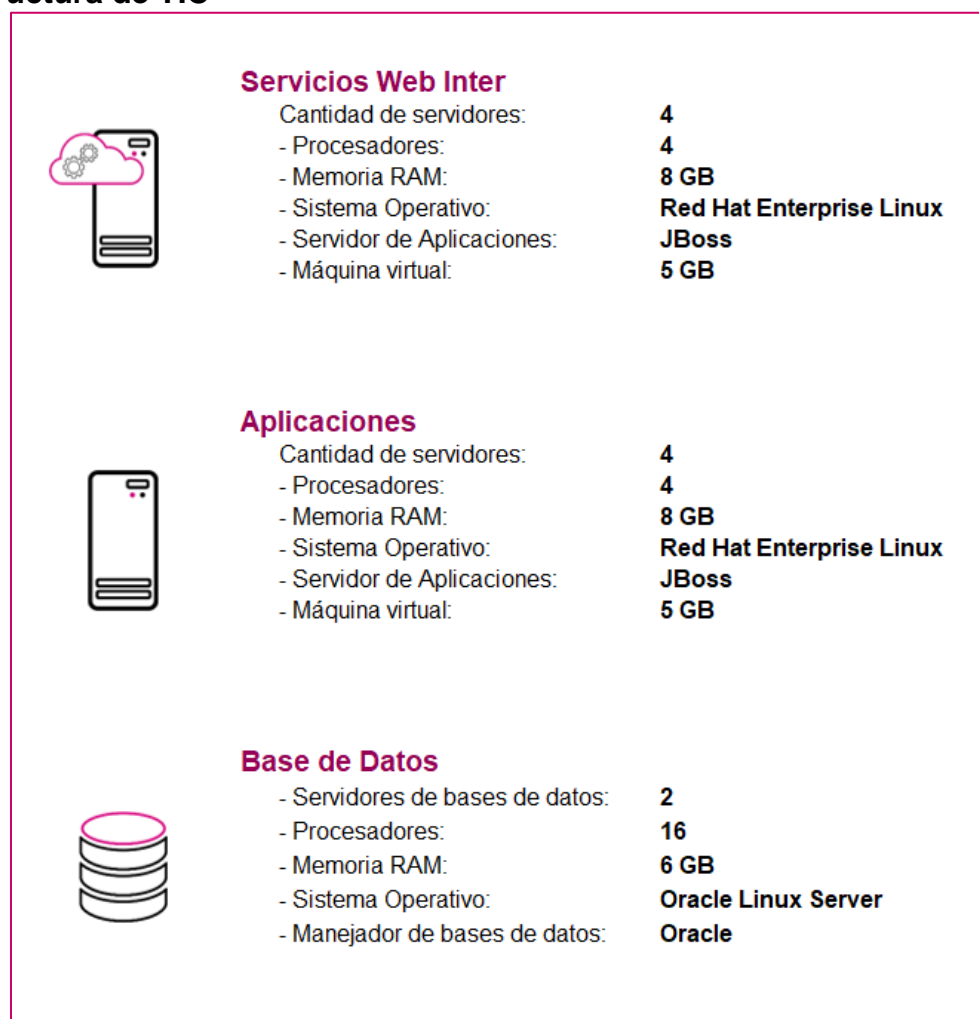 Servicios Web Inter
Cantidad de servidores: 4
- Procesadores: 4
- Memoria RAM: 8 GB
- Sistema Operativo: Red Hat Enterprise Linux
- Servidor de Aplicaciones: JBoss
- Máquina virtual: 5 GB
Aplicaciones
Cantidad de servidores: 4
- Procesadores: 4
- Memoria RAM: 8 GB
- Sistema Operativo: Red Hat Enterprise Linux
- Servidor de Aplicaciones: JBoss
- Máquina virtual: 5 GB
Base de Datos
- Servidores de bases de datos: 2
- Procesadores: 16
- Memoria RAM: 6 GB
- Sistema Operativo: Oracle Linux Server
- Manejador de bases de datos: Oracle